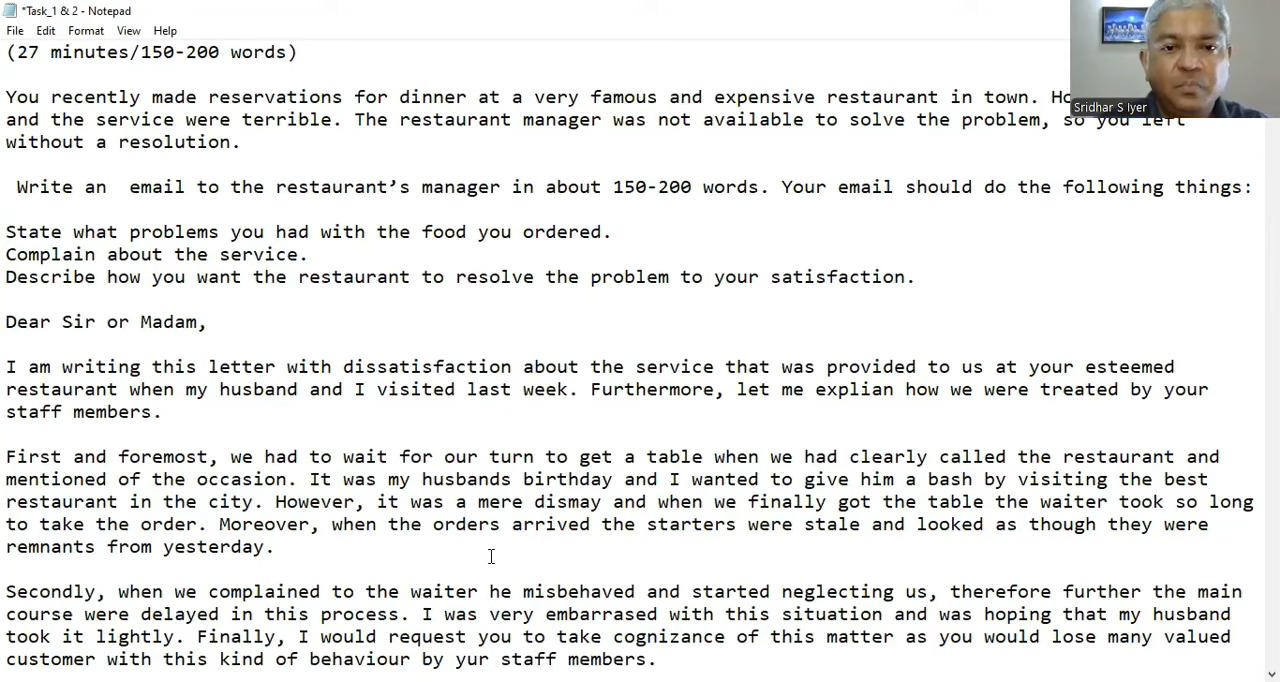 *Task_1 & 2 - Notepad
File Edit Format View Help
(27 minutes/150-200 words)
You recently made reservations for dinner at a very famous and expensive restaurant in town.
and the service were terrible. The restaurant manager was not available to solve the problem, so you left
without a resolution.
Write an email to the restaurant’s manager in about 150-200 words. Your email should do the following things:
State what problems you had with the food you ordered.
Complain about the service.
Describe how you want the restaurant to resolve the problem to your satisfaction.
Dear Sir or Madam,
I am writing this letter with dissatisfaction about the service that was provided to us at your esteemed
restaurant when my husband and I visited last week. Furthermore, let me explian how we were treated by your
staff members.
First and foremost, we had to wait for our turn to get a table when we had clearly called the restaurant and
mentioned of the occasion. It was my husbands birthday and I wanted to give him a bash by visiting the best
restaurant in the city. However, it was a mere dismay and when we finally got the table the waiter took so long
to take the order. Moreover, when the orders arrived the starters were stale and looked as though they were
remnants from yesterday.
Secondly, when we complained to the waiter he misbehaved and started neglecting us, therefore further the main
course were delayed in this process. I was very embarrased with this situation and was hoping that my husband
took it lightly. Finally, I would request you to take cognizance of this matter as you would lose many valued
customer with this kind of behaviour by yur staff members.
Sridhar S Iyer